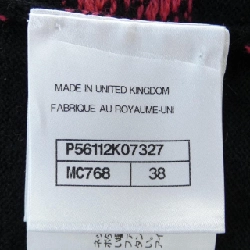 MADE IN UNITED KINGDOM
FABRIQUE AU ROYAUME-UNI
P56112K07327
MC768 38